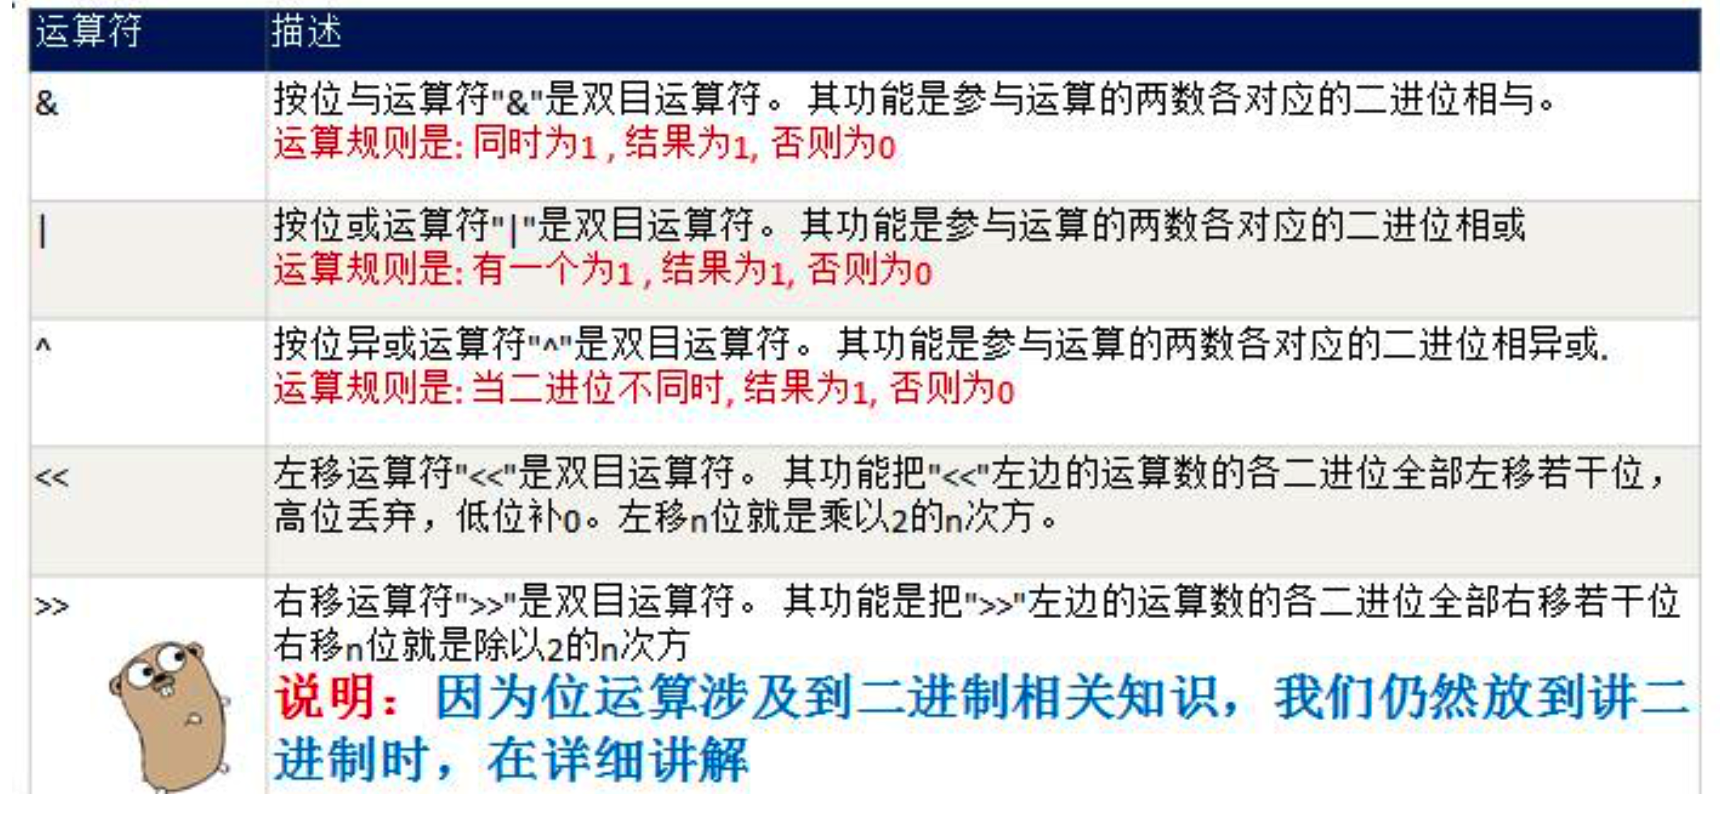 运算符 描述
& 按位与运算符"&"是双目运算符。 其功能是参与运算的两数各对应的二进位相与。
运算规则是: 同时为1 , 结果为1, 否则为0
| 按位或运算符"|"是双目运算符。 其功能是参与运算的两数各对应的二进位相或
运算规则是: 有一个为1 , 结果为1, 否则为0
^ 按位异或运算符"^"是双目运算符。 其功能是参与运算的两数各对应的二进位相异或.
运算规则是: 当二进位不同时, 结果为1, 否则为0
<< 左移运算符"<<"是双目运算符。 其功能把"<<"左边的运算数的各二进位全部左移若干位，
高位丢弃，低位补0。左移n位就是乘以2的n次方。
>> 右移运算符">>"是双目运算符。 其功能是把">>"左边的运算数的各二进位全部右移若干位
右移n位就是除以2的n次方
说明：因为位运算涉及到二进制相关知识，我们仍然放到讲二
进制时，在详细讲解